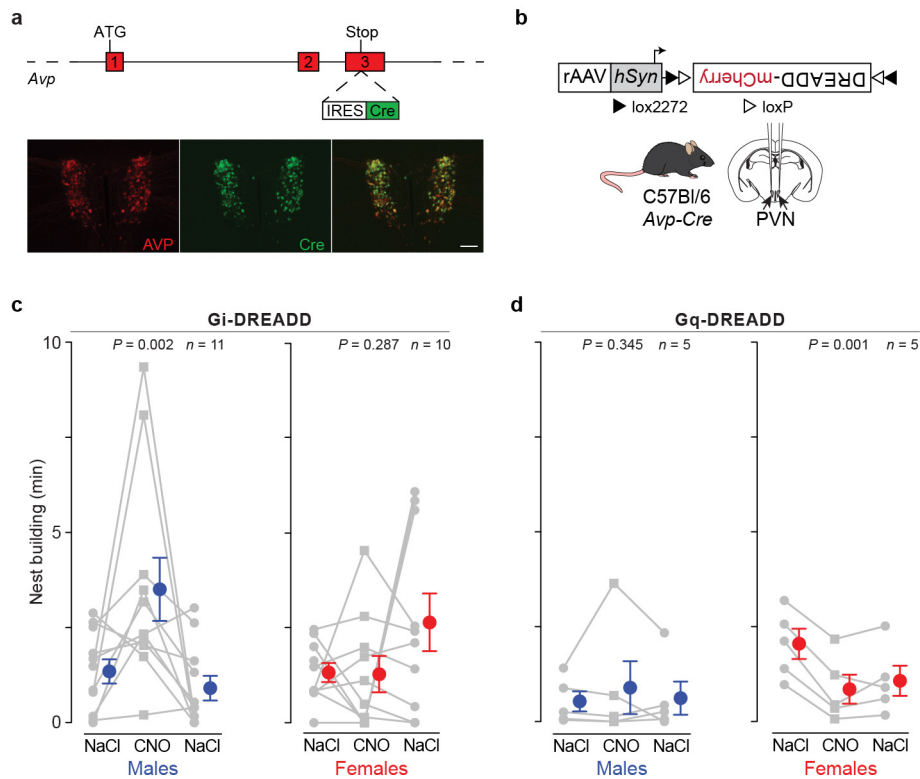 a
ATG
Stop
1
2
3
Avp
IRES Cre
AVP
Cre
b
rAAV hSyn DREADD-mCherry
lox2272
loxP
C57Bl/6
Avp-Cre
PVN
c
Gi-DREADD
P = 0.002 n = 11
P = 0.287 n = 10
10
5
0
Nest building (min)
NaCl CNO NaCl
Males
NaCl CNO NaCl
Females
d
Gq-DREADD
P = 0.345 n = 5
P = 0.001 n = 5
NaCl CNO NaCl
Males
NaCl CNO NaCl
Females